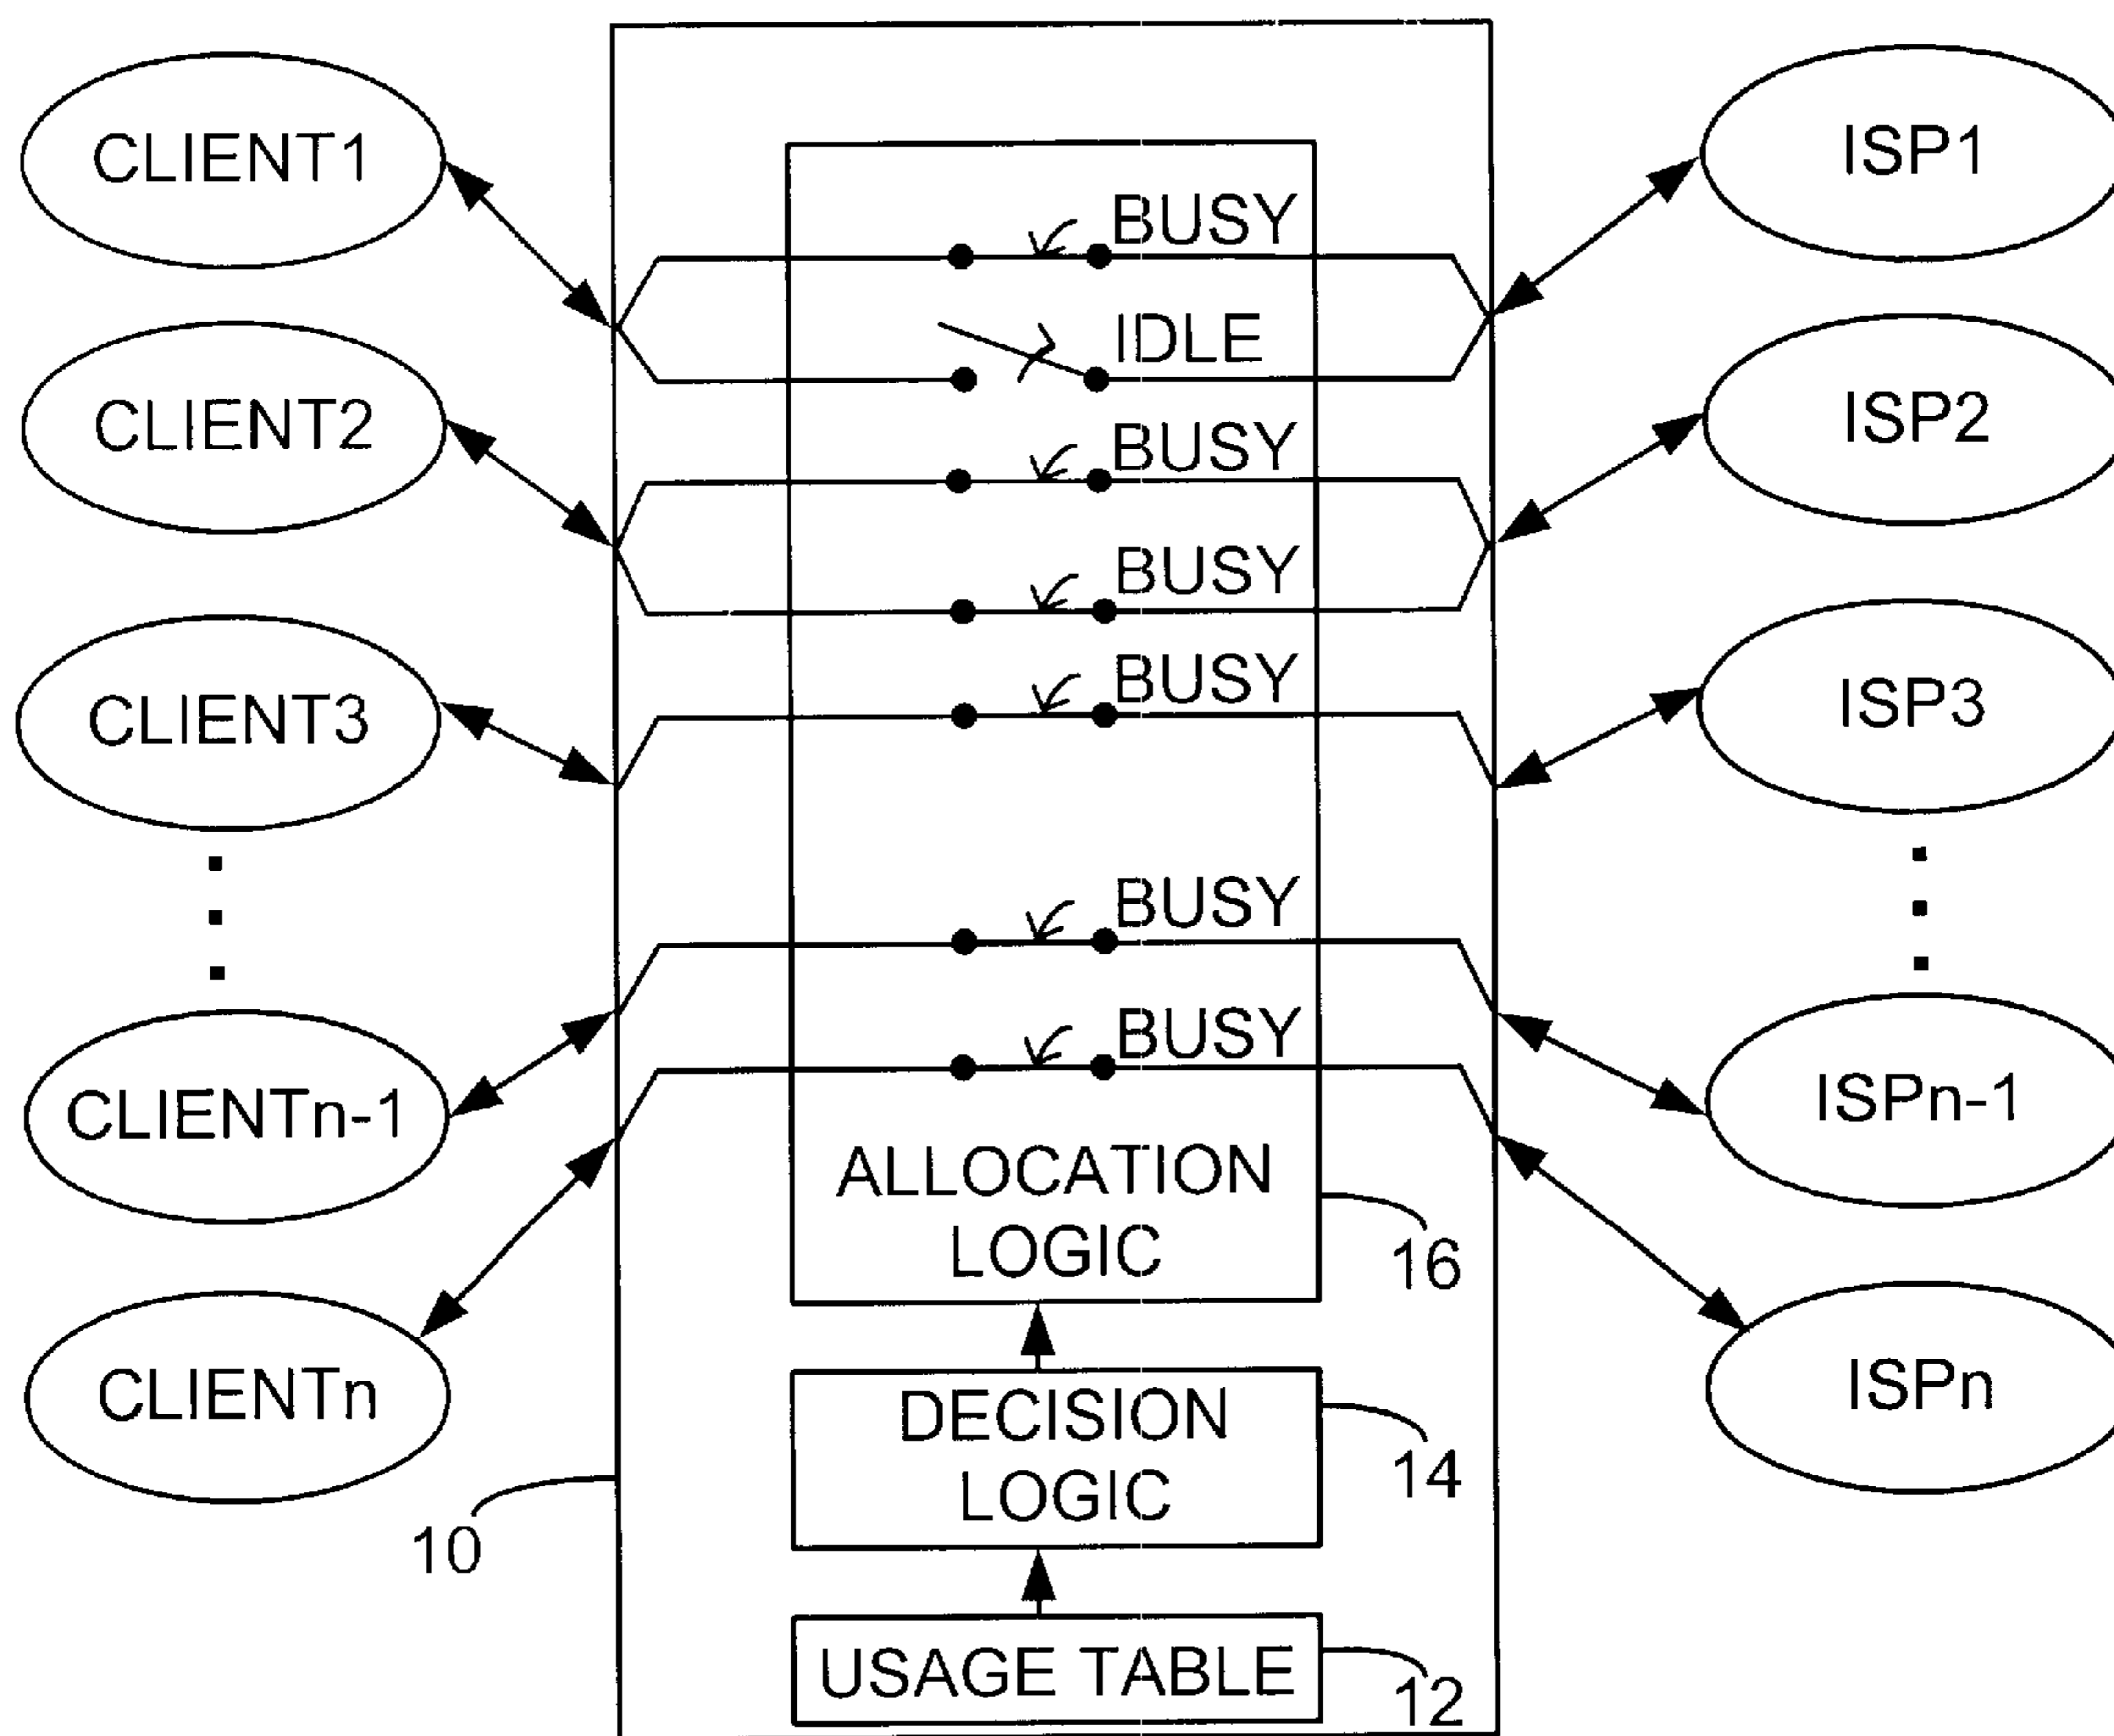 CLIENT1
BUSY
ISP1
IDLE
CLIENT2
BUSY
ISP2
BUSY
CLIENT3
BUSY
ISP3
BUSY
CLIENTn-1
BUSY
ISPn-1
ALLOCATION
LOGIC
16
CLIENTn
DECISION
LOGIC
ISPn
14
10
USAGE TABLE
12